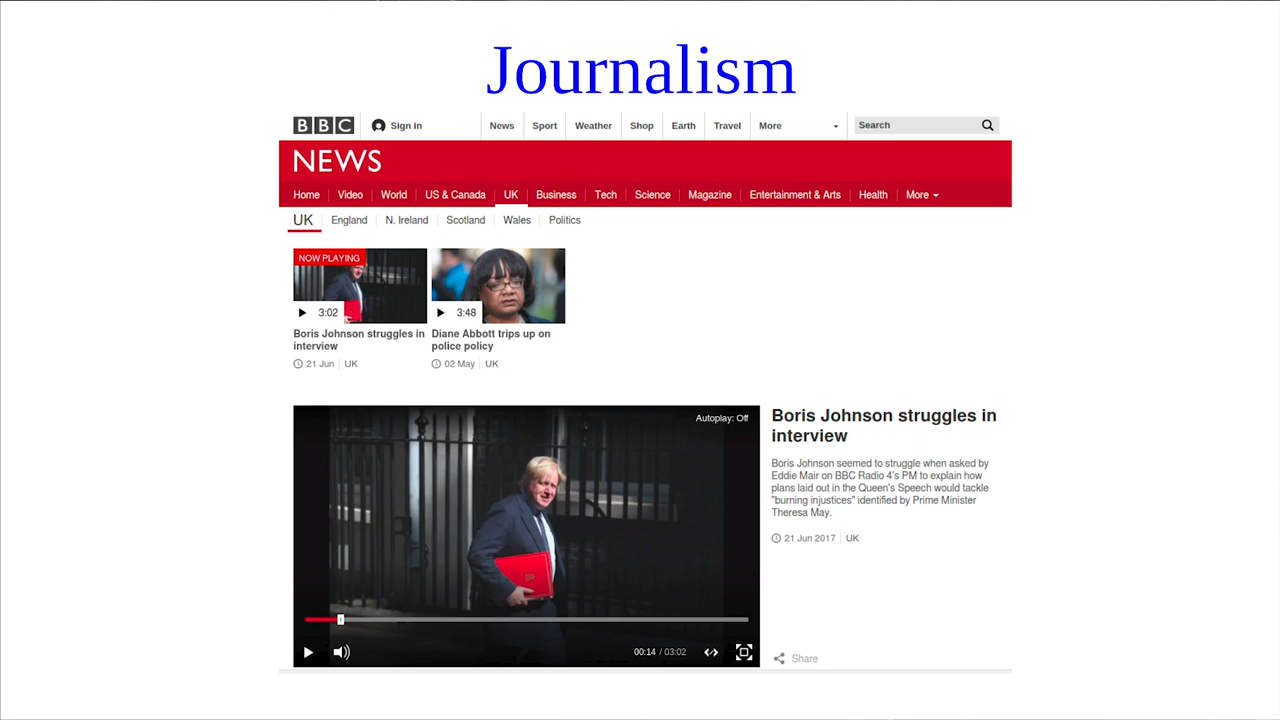 Journalism
BBC Sign in News Sport Weather Shop Earth Travel More Search
NEWS
Home Video World US & Canada UK Business Tech Science Magazine Entertainment & Arts Health More
UK England N. Ireland Scotland Wales Politics
NOW PLAYING
3:02 3:48
Boris Johnson struggles in
interview
21 Jun UK
Diane Abbott trips up on
police policy
02 May UK
Autoplay: Off
00:14 / 03:02
Boris Johnson struggles in
interview
Boris Johnson seemed to struggle when asked by
Eddie Mair on BBC Radio 4's PM to explain how
plans laid out in the Queen's Speech would tackle
"burning injustices" identified by Prime Minister
Theresa May.
21 Jun 2017 UK
Share